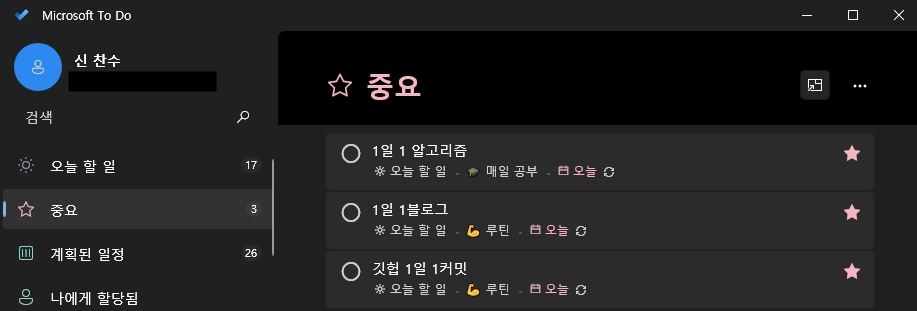 Microsoft To Do
신 찬수
검색
오늘 할 일 17
중요 3
계획된 일정 26
나에게 할당됨
중요
1일 1 알고리즘
오늘 할 일 - 매일 공부 - 오늘
1일 1블로그
오늘 할 일 - 루틴 - 오늘
깃헙 1일 1커밋
오늘 할 일 - 루틴 - 오늘